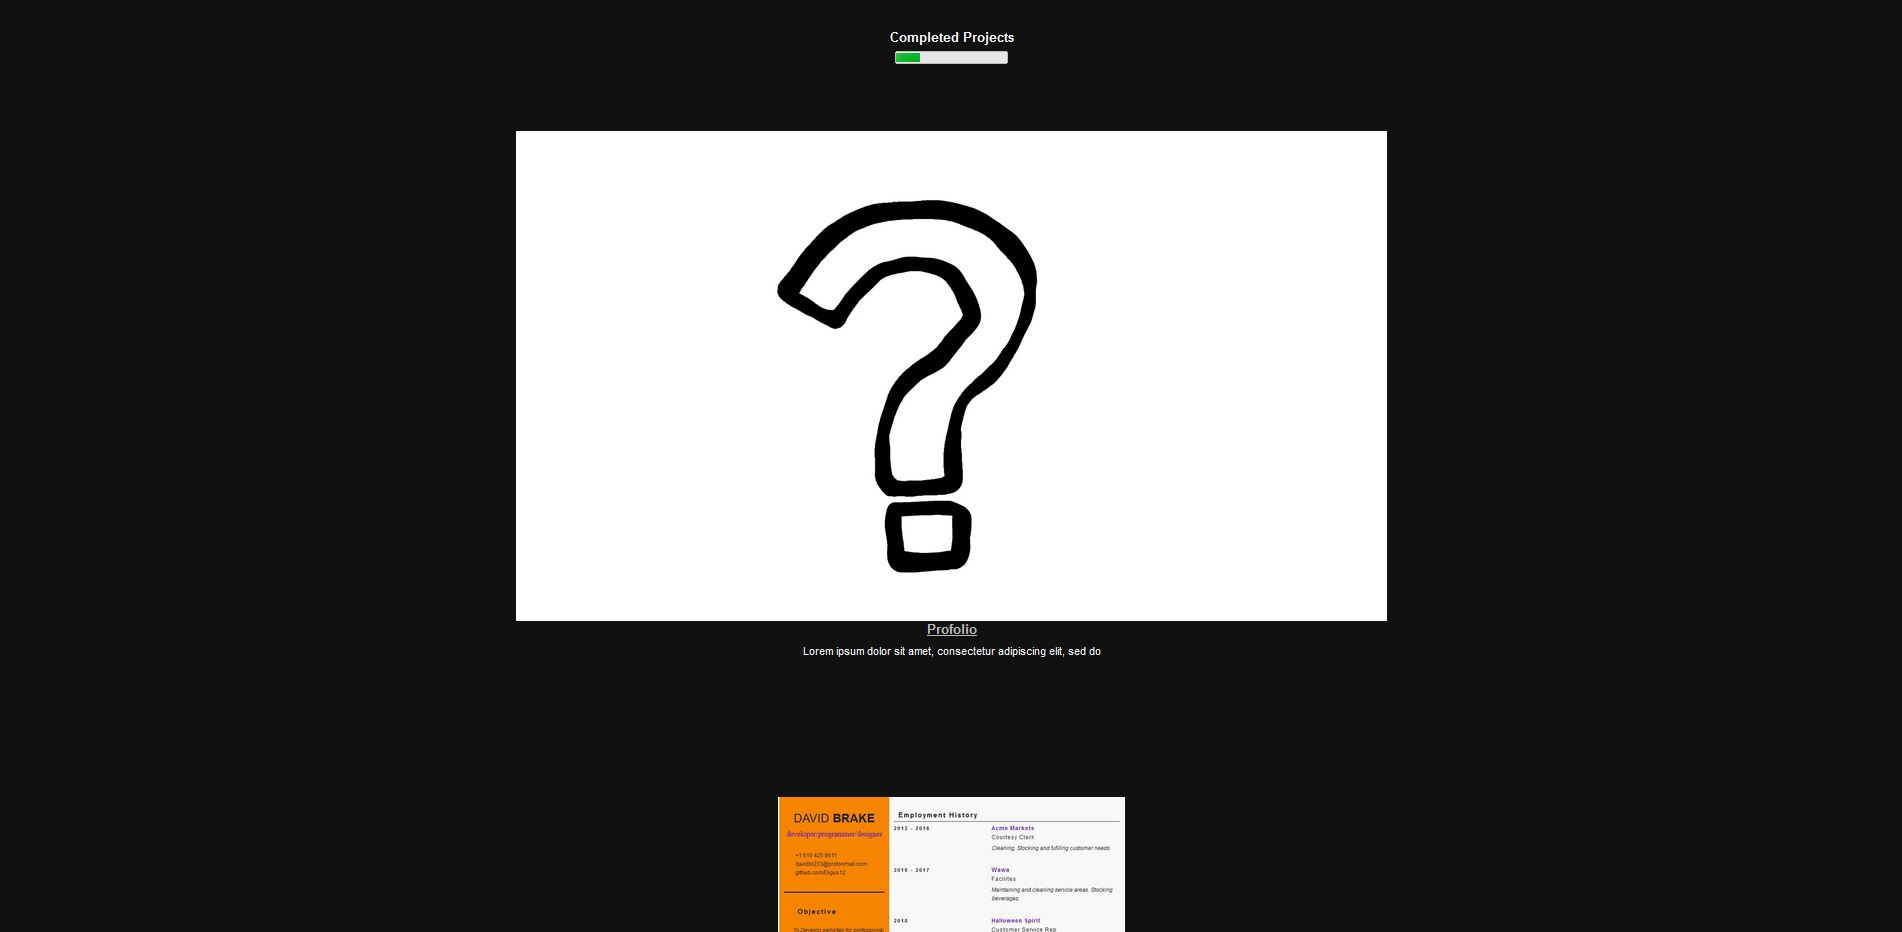 Completed Projects
Profolio
Lorem ipsum dolor sit amet, consectetur adipiscing elit, sed do
DAVID BRAKE
developer/programmer/designer
+1 610 425 8611
davidbr233@protonmail.com
github.com/Digus12
Objective
To Develop websites for professional
Employment History
2012 - 2016
Acme Markets
Courtesy Clerk
Cleaning, Stocking and fulfilling customer needs
2016 - 2017
Wawa
Facilites
Maintaining and cleaning service areas. Stocking
beverages.
2018
Halloween Spirit
Customer Service Rep